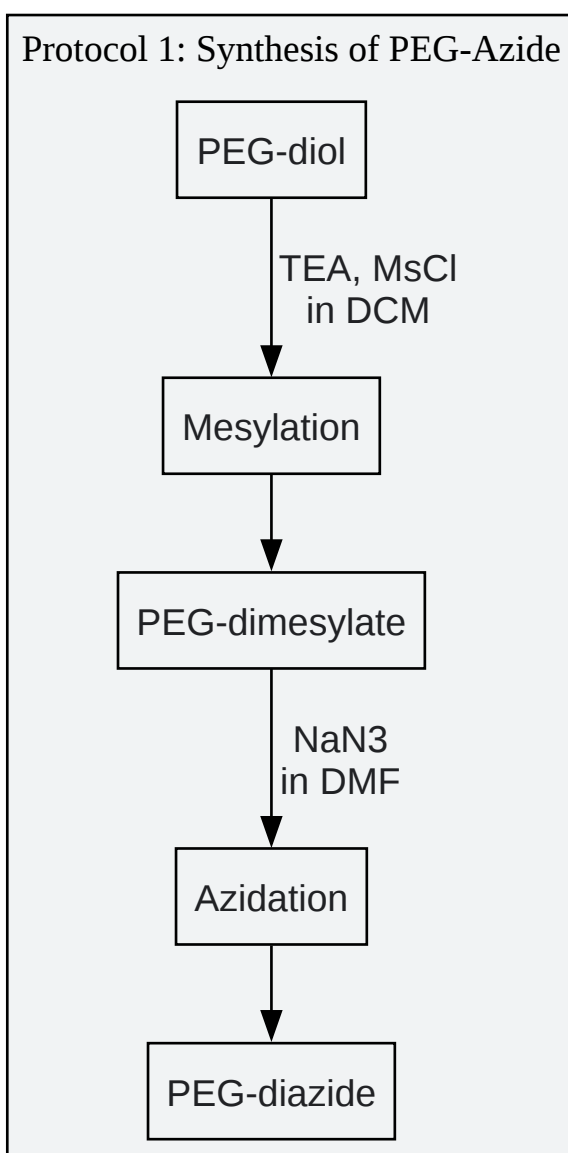 Protocol 1: Synthesis of PEG-Azide
PEG-diol
TEA, MsCl
in DCM
Mesylation
PEG-dimesylate
NaN3
in DMF
Azidation
PEG-diazide